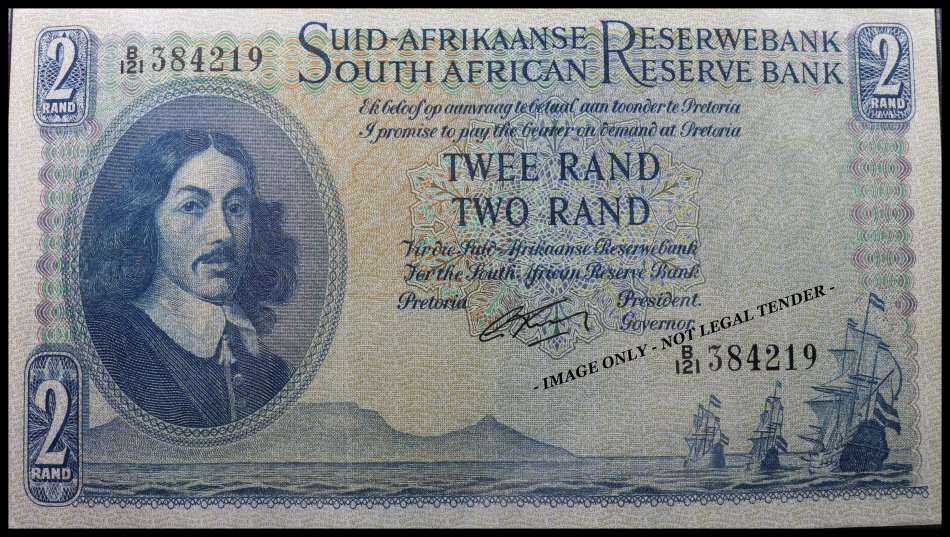 2
RAND
B/121 384219
SUID-AFRIKAANSE RESERWEBANK
SOUTH AFRICAN RESERVE BANK
2
RAND
Ek beloof op aanvraag te betaal aan toonder te Pretoria
I promise to pay the bearer on demand at Pretoria
TWEE RAND
TWO RAND
Vir die Suid-Afrikaanse Reserwebank
For the South African Reserve Bank
Pretoria
President.
Governor.
- IMAGE ONLY - NOT LEGAL TENDER -
B/121 384219
2
RAND